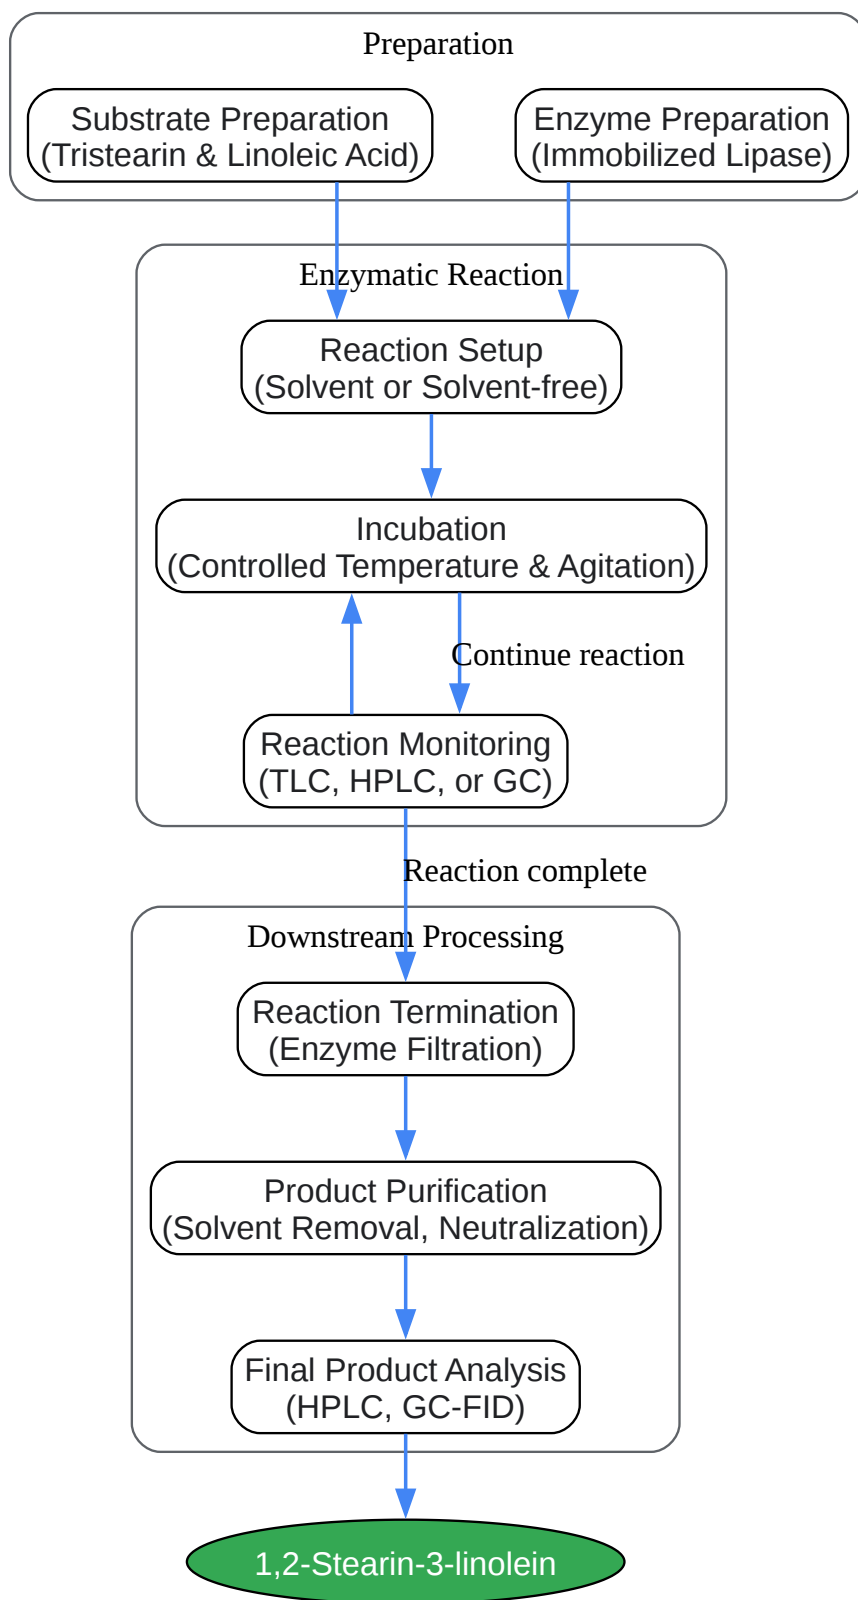 Preparation
Substrate Preparation
(Tristearin & Linoleic Acid)
Enzyme Preparation
(Immobilized Lipase)
Enzymatic Reaction
Reaction Setup
(Solvent or Solvent-free)
Incubation
(Controlled Temperature & Agitation)
Continue reaction
Reaction Monitoring
(TLC, HPLC, or GC)
Reaction complete
Downstream Processing
Reaction Termination
(Enzyme Filtration)
Product Purification
(Solvent Removal, Neutralization)
Final Product Analysis
(HPLC, GC-FID)
1,2-Stearin-3-linolein